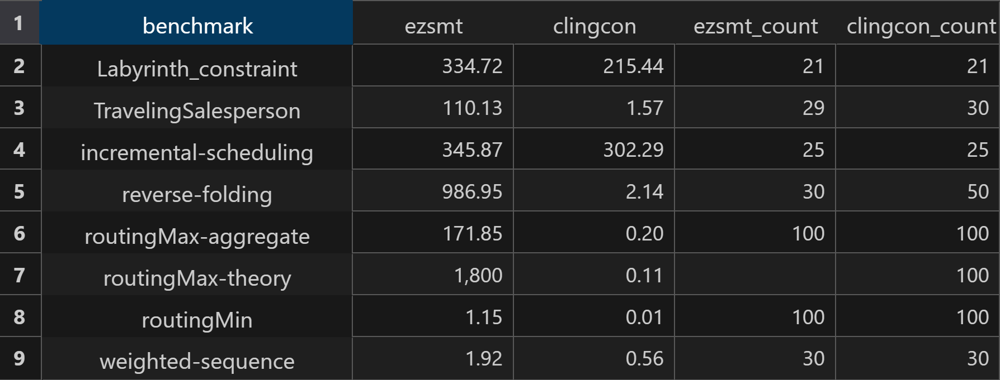 1 benchmark ezsmt clingcon ezsmt_count clingcon_count
2 Labyrinth_constraint 334.72 215.44 21 21
3 TravelingSalesperson 110.13 1.57 29 30
4 incremental-scheduling 345.87 302.29 25 25
5 reverse-folding 986.95 2.14 30 50
6 routingMax-aggregate 171.85 0.20 100 100
7 routingMax-theory 1,800 0.11 100
8 routingMin 1.15 0.01 100 100
9 weighted-sequence 1.92 0.56 30 30